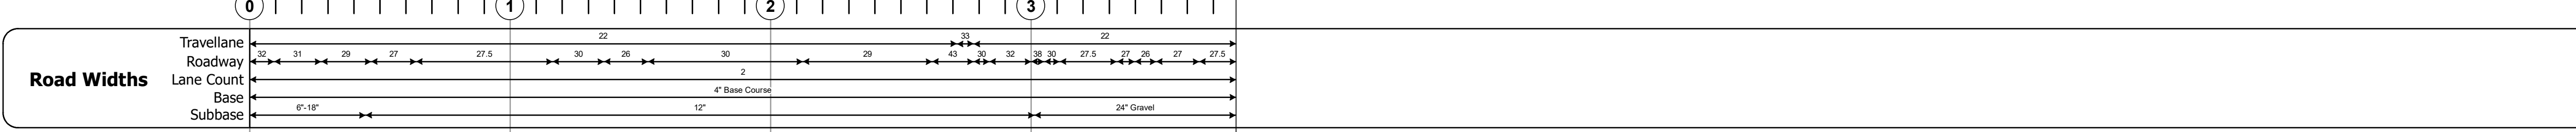 0 1 2 3
Road Widths
Travellane 22 33 22
Roadway 32 31 29 27 27.5 30 26 30 29 43 30 32 38 30 27.5 27 26 27 27.5
Lane Count 2
Base 4" Base Course
Subbase 6"-18" 12" 24" Gravel